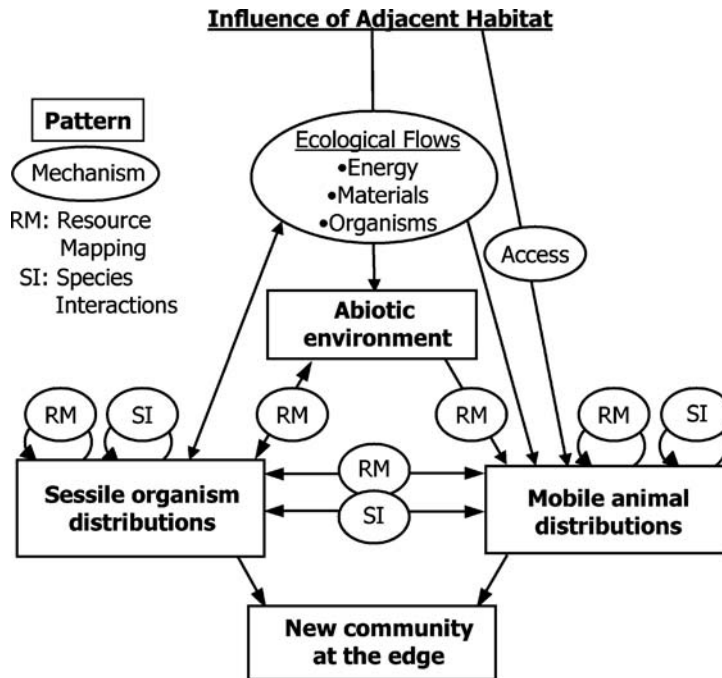 Influence of Adjacent Habitat
Pattern
Mechanism
RM: Resource
Mapping
SI: Species
Interactions
Ecological Flows
•Energy
•Materials
•Organisms
Access
Abiotic
environment
RM
SI
RM
RM
RM
SI
RM
SI
Sessile organism
distributions
Mobile animal
distributions
New community
at the edge